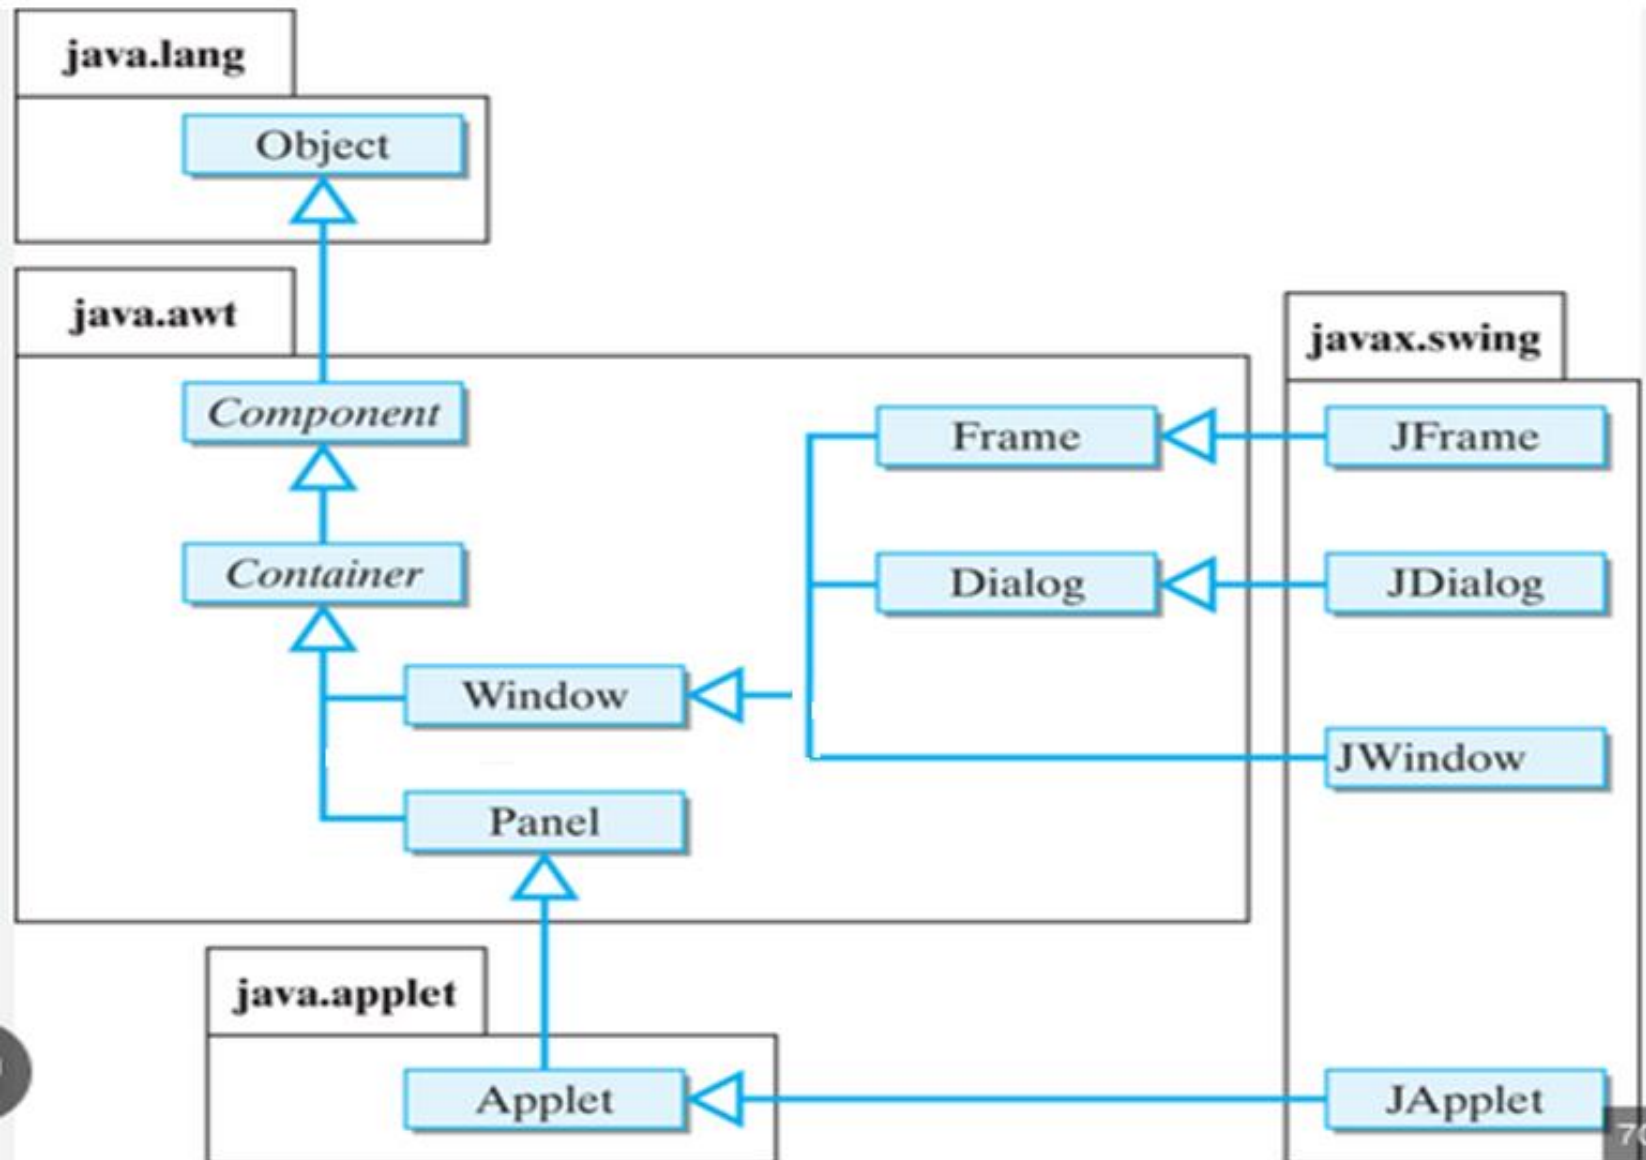 java.lang
Object
java.awt
javax.swing
Component
Frame
JFrame
Container
Dialog
JDialog
Window
JWindow
Panel
java.applet
Applet
JApplet